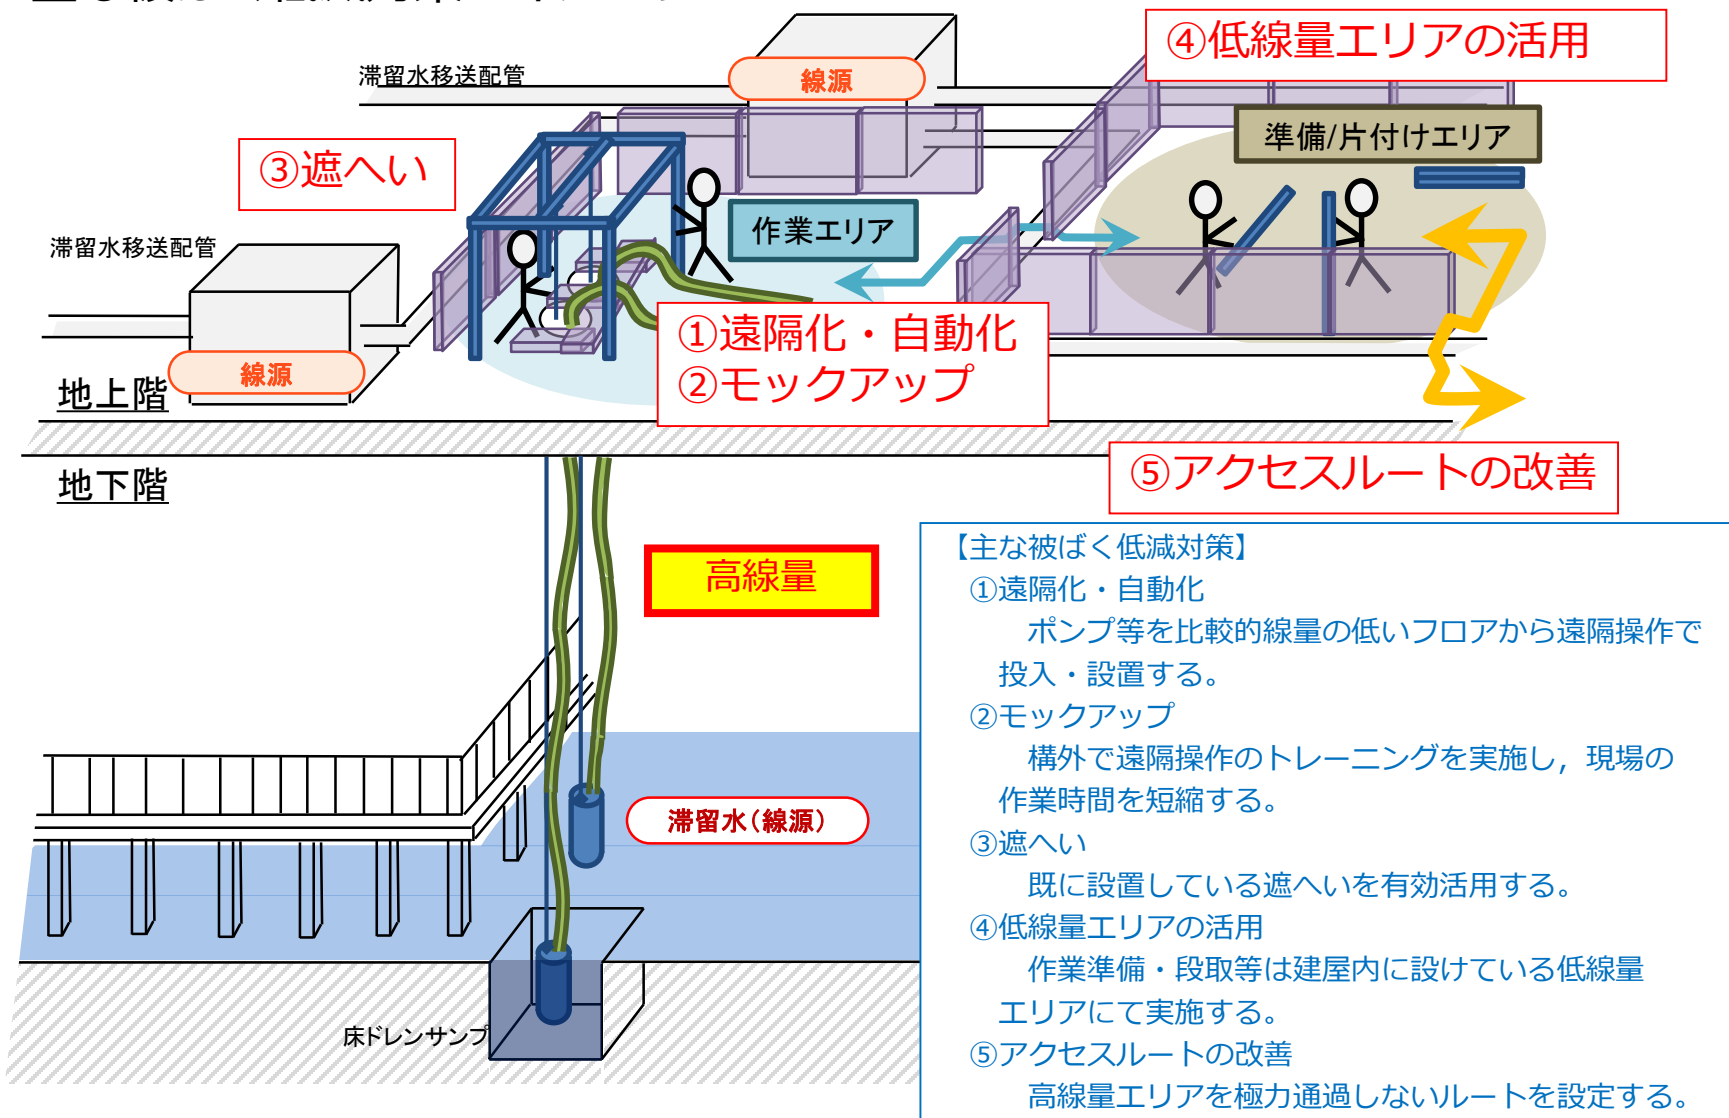 ④低線量エリアの活用
滞留水移送配管
線源
準備/片付けエリア
③遮へい
作業エリア
滞留水移送配管
①遠隔化・自動化
②モックアップ
線源
地上階
地下階
⑤アクセスルートの改善
高線量
【主な被ばく低減対策】
①遠隔化・自動化
ポンプ等を比較的線量の低いフロアから遠隔操作で
投入・設置する。
②モックアップ
構外で遠隔操作のトレーニングを実施し，現場の
作業時間を短縮する。
③遮へい
既に設置している遮へいを有効活用する。
④低線量エリアの活用
作業準備・段取等は建屋内に設けている低線量
エリアにて実施する。
⑤アクセスルートの改善
高線量エリアを極力通過しないルートを設定する。
滞留水（線源）
床ドレンサンプ